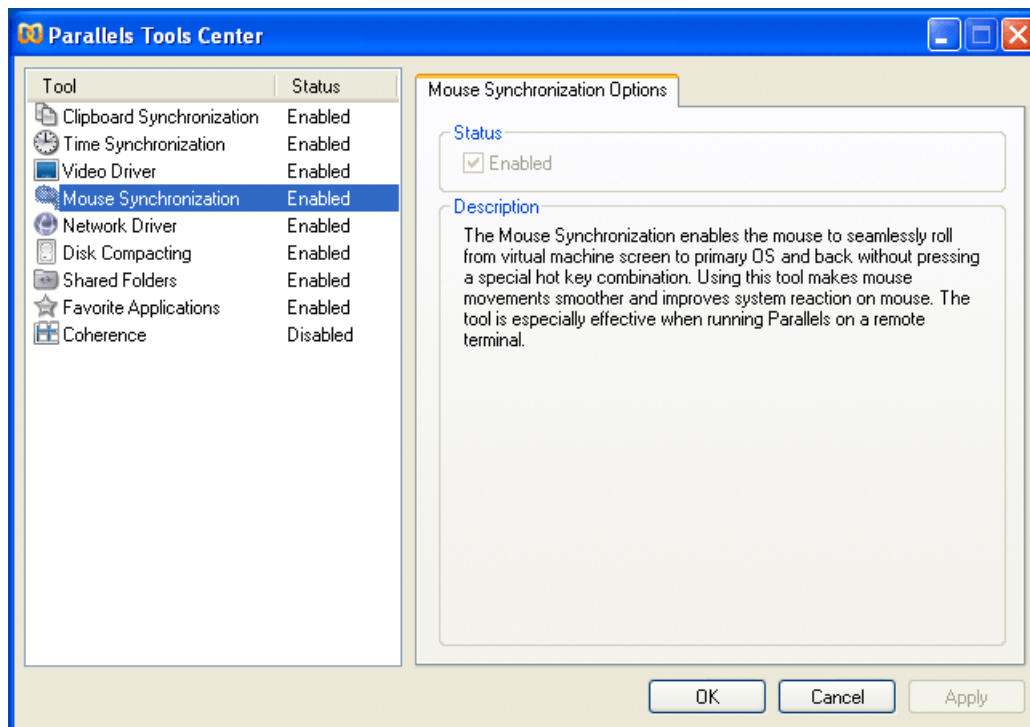 Parallels Tools Center
Tool Status
Clipboard Synchronization Enabled
Time Synchronization Enabled
Video Driver Enabled
Mouse Synchronization Enabled
Network Driver Enabled
Disk Compacting Enabled
Shared Folders Enabled
Favorite Applications Enabled
Coherence Disabled
Mouse Synchronization Options
Status
Enabled
Description
The Mouse Synchronization enables the mouse to seamlessly roll
from virtual machine screen to primary OS and back without pressing
a special hot key combination. Using this tool makes mouse
movements smoother and improves system reaction on mouse. The
tool is especially effective when running Parallels on a remote
terminal.
OK Cancel Apply